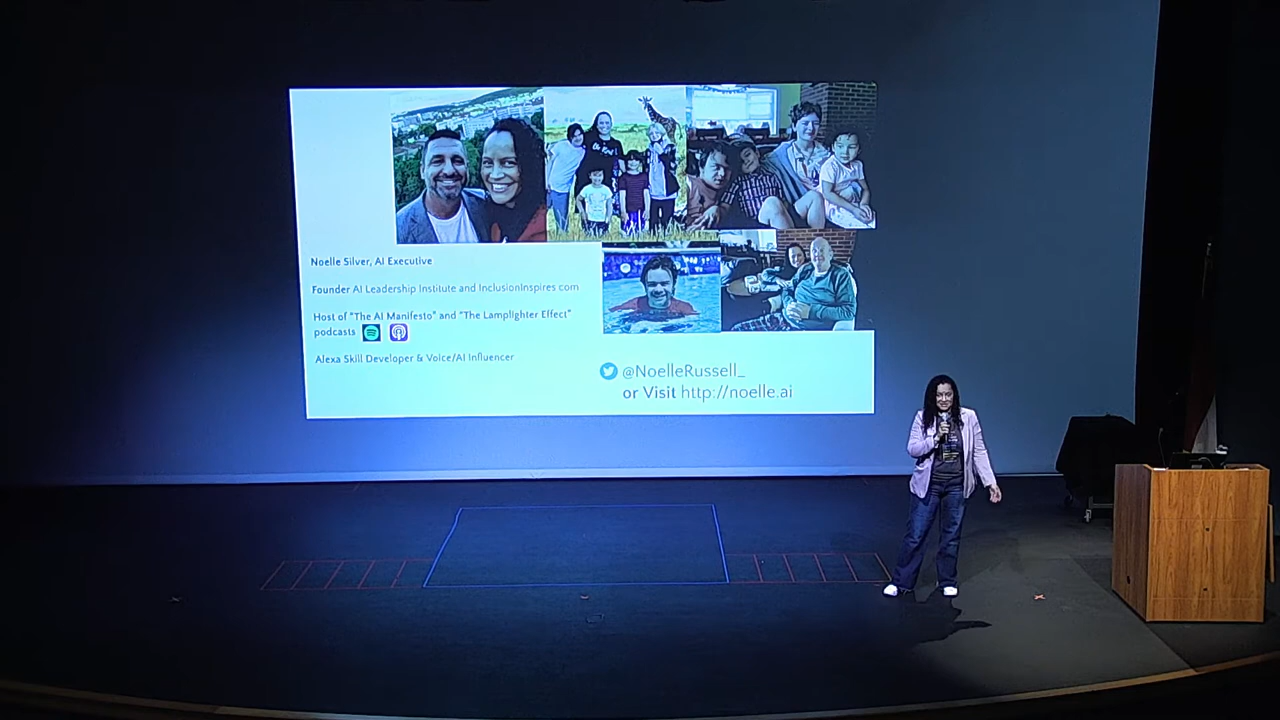 Noelle Silver, AI Executive
Founder AI Leadership Institute and InclusionInspires com
Host of "The AI Manifesto" and "The Lamplighter Effect"
podcasts
Alexa Skill Developer & Voice/AI Influencer
@NoelleRussell_
or Visit http://noelle.ai